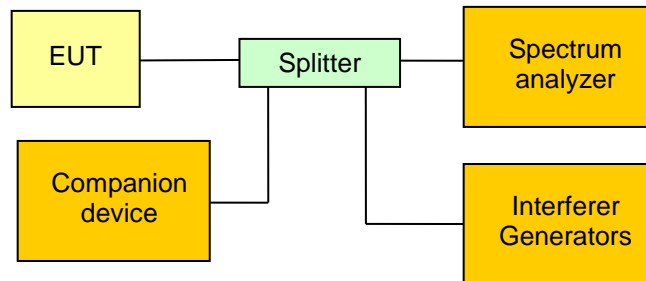 EUT
Splitter
Spectrum
analyzer
Companion
device
Interferer
Generators